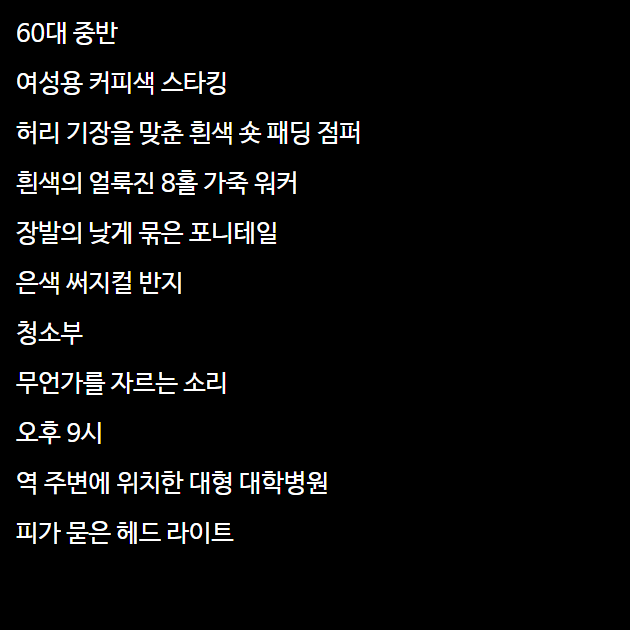 60대 중반
여성용 커피색 스타킹
허리 기장을 맞춘 흰색 숏 패딩 점퍼
흰색의 얼룩진 8홀 가죽 워커
장발의 낮게 묶은 포니테일
은색 써지컬 반지
청소부
무언가를 자르는 소리
오후 9시
역 주변에 위치한 대형 대학병원
피가 묻은 헤드 라이트